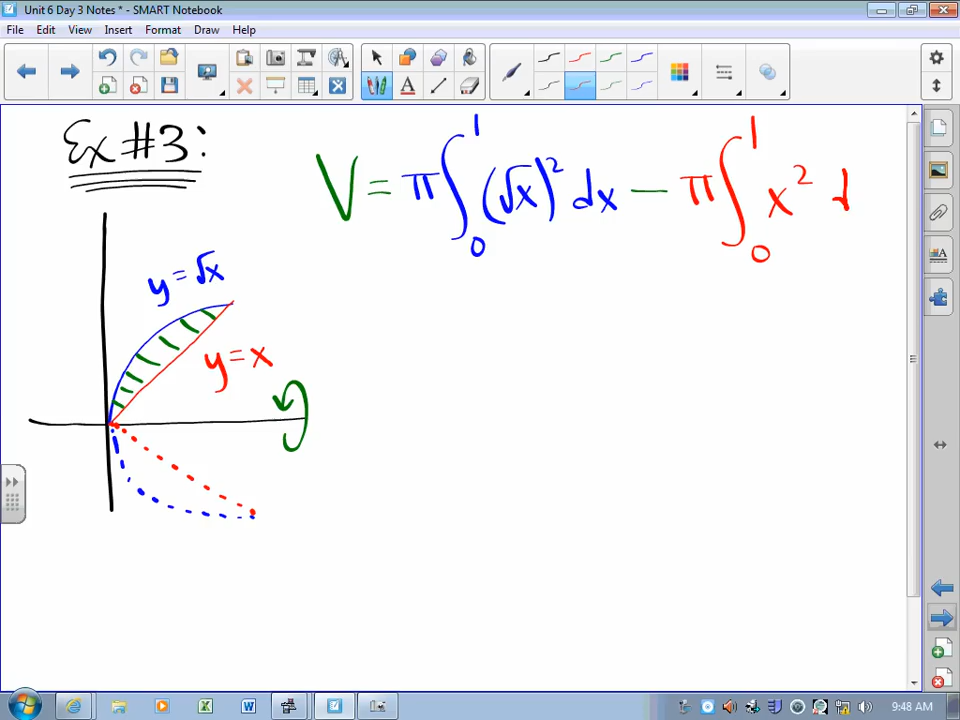 Unit 6 Day 3 Notes * - SMART Notebook
File Edit View Insert Format Draw Help
Ex #3:
V = π∫₀¹ (√x)² dx − π∫₀¹ x² d
y = √x
y = x
9:48 AM